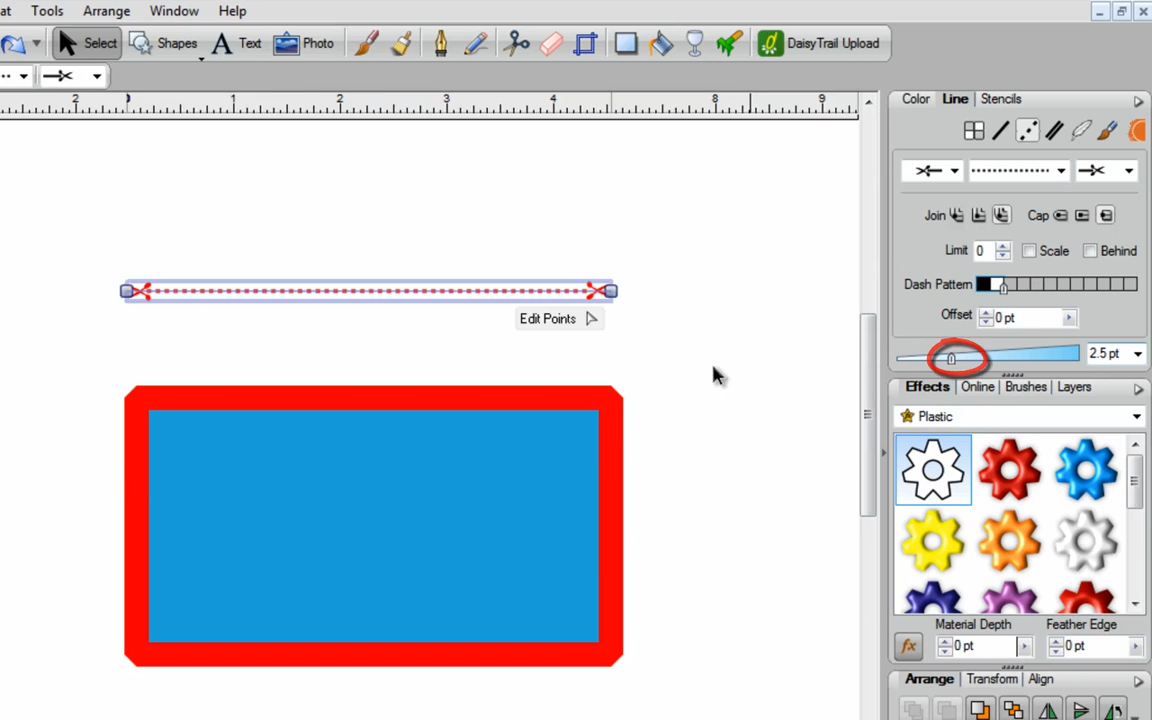 at Tools Arrange Window Help
Select Shapes Text Photo DaisyTrail Upload
2 0 1 2 3 4 8 9
Color Line Stencils
Join Cap
Limit 0 Scale Behind
Dash Pattern
Offset 0 pt
Edit Points
2.5 pt
Effects Online Brushes Layers
Plastic
Material Depth Feather Edge
fx 0 pt 0 pt
Arrange Transform Align